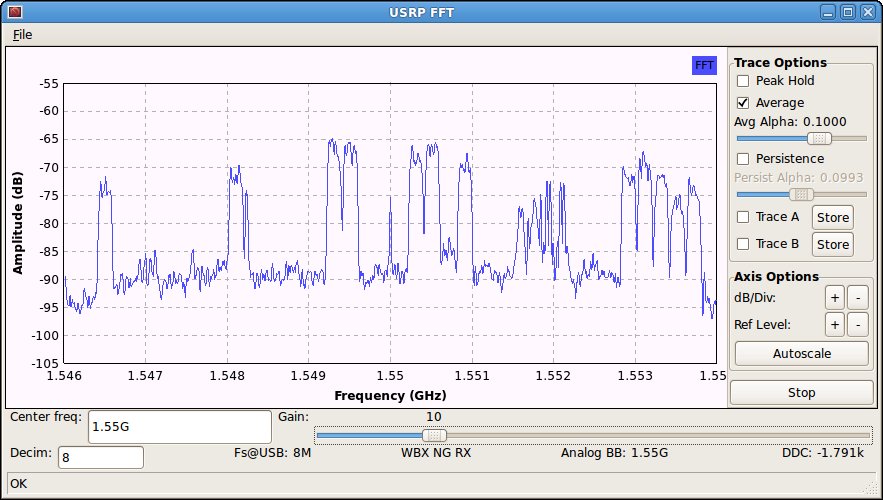 USRP FFT
File
FFT
-55
-60
-65
-70
-75
-80
-85
-90
-95
-100
-105
Amplitude (dB)
1.546 1.547 1.548 1.549 1.55 1.551 1.552 1.553 1.55
Frequency (GHz)
Trace Options
Peak Hold
Average
Avg Alpha: 0.1000
Persistence
Persist Alpha: 0.0993
Trace A Store
Trace B Store
Axis Options
dB/Div: + -
Ref Level: + -
Autoscale
Stop
Center freq: 1.55G Gain: 10
Decim: 8 Fs@USB: 8M WBX NG RX Analog BB: 1.55G DDC: -1.791k
OK